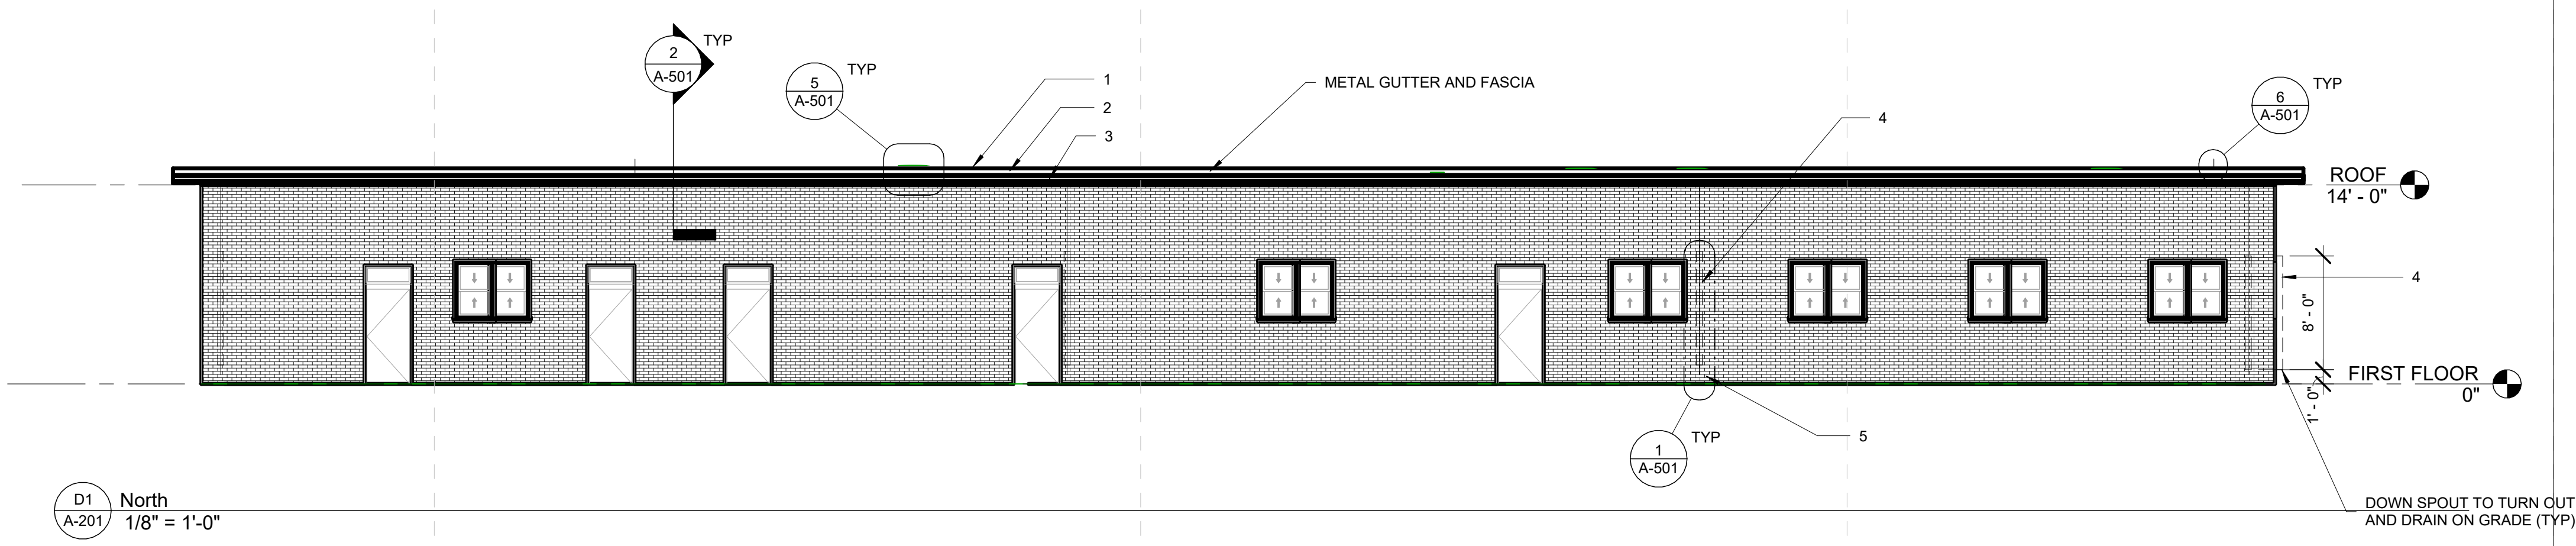 2
A-501
TYP
5
A-501
TYP
1
2
3
METAL GUTTER AND FASCIA
4
6
A-501
TYP
ROOF
14' - 0"
4
8' - 0"
FIRST FLOOR
0"
1' - 0"
5
1
A-501
TYP
D1
A-201
North
1/8" = 1'-0"
DOWN SPOUT TO TURN OUT
AND DRAIN ON GRADE (TYP)